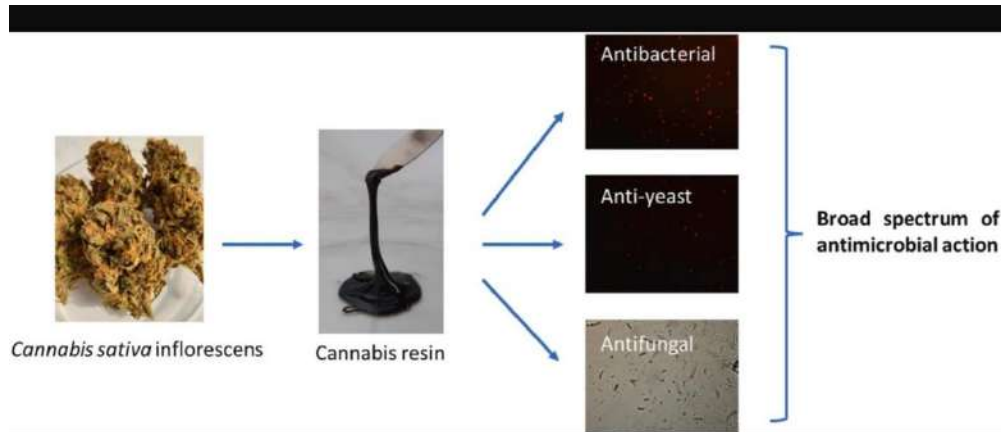 Antibacterial
Anti-yeast
Broad spectrum of
antimicrobial action
Antifungal
Cannabis sativa inflorescens
Cannabis resin